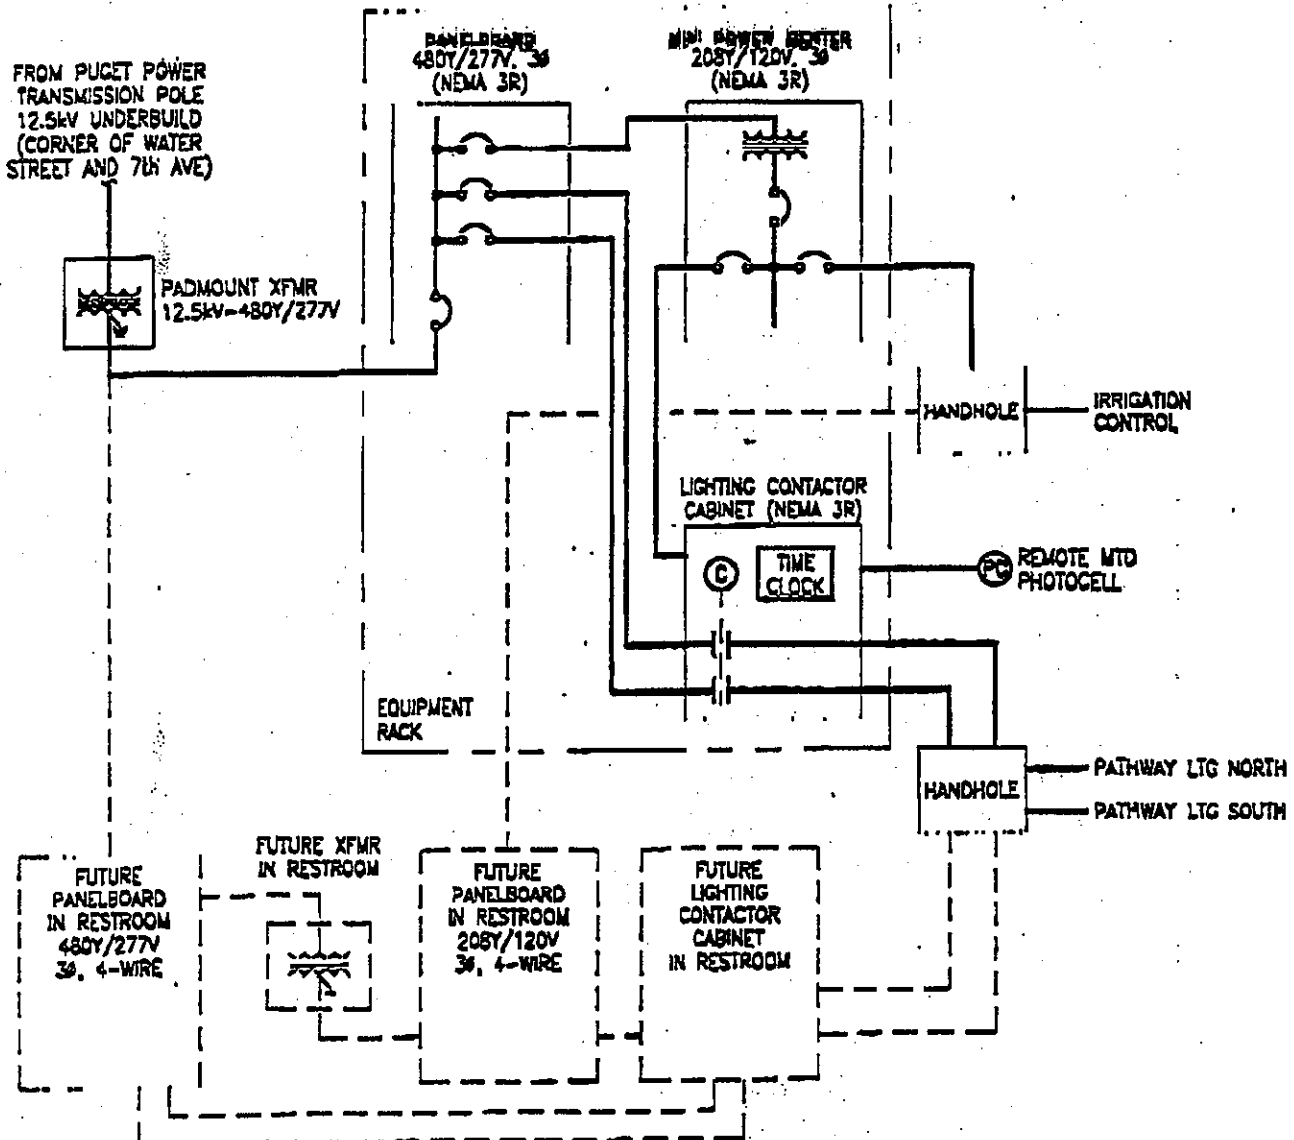 PANELBOARD
480Y/277V, 3ø
(NEMA 3R)
MINI POWER CENTER
208Y/120V, 3ø
(NEMA 3R)
FROM PUGET POWER
TRANSMISSION POLE
12.5kV UNDERBUILD
(CORNER OF WATER
STREET AND 7th AVE)
PADMOUNT XFMR
12.5kV-480Y/277V
HANDHOLE
IRRIGATION
CONTROL
LIGHTING CONTACTOR
CABINET (NEMA 3R)
C
TIME
CLOCK
PC
REMOTE MTD
PHOTOCELL
EQUIPMENT
RACK
HANDHOLE
PATHWAY LTG NORTH
PATHWAY LTG SOUTH
FUTURE
PANELBOARD
IN RESTROOM
480Y/277V
3ø, 4-WIRE
FUTURE XFMR
IN RESTROOM
FUTURE
PANELBOARD
IN RESTROOM
208Y/120V
3ø, 4-WIRE
FUTURE
LIGHTING
CONTACTOR
CABINET
IN RESTROOM